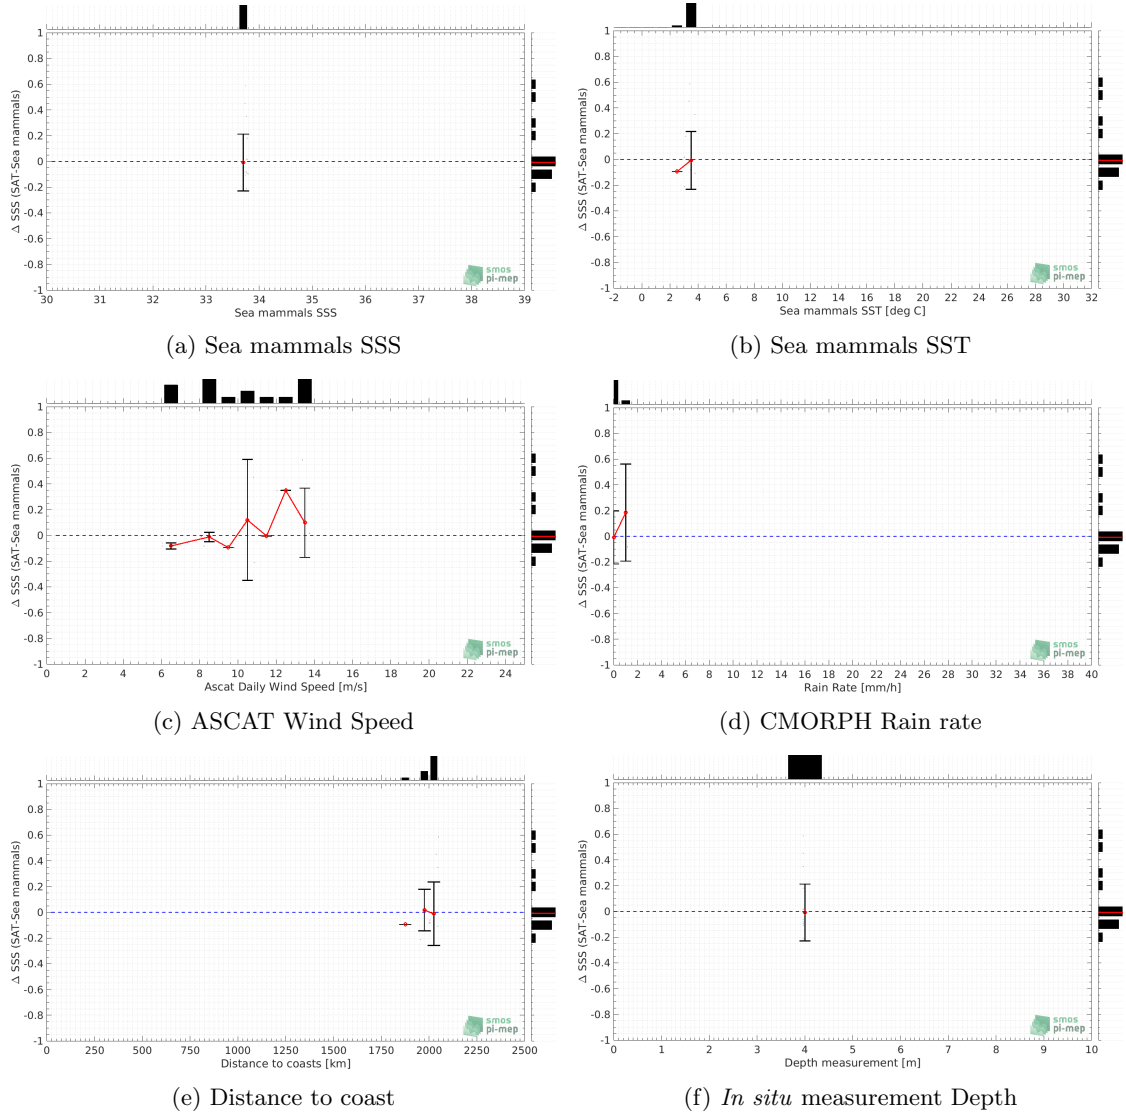 1
0.8
0.6
0.4
0.2
0
-0.2
-0.4
-0.6
-0.8
-1
Δ SSS (SAT-Sea mammals)
30 31 32 33 34 35 36 37 38 39
Sea mammals SSS
smos
pi-mep
(a) Sea mammals SSS
1
0.8
0.6
0.4
0.2
0
-0.2
-0.4
-0.6
-0.8
-1
Δ SSS (SAT-Sea mammals)
-2 0 2 4 6 8 10 12 14 16 18 20 22 24 26 28 30 32
Sea mammals SST [deg C]
smos
pi-mep
(b) Sea mammals SST
1
0.8
0.6
0.4
0.2
0
-0.2
-0.4
-0.6
-0.8
-1
Δ SSS (SAT-Sea mammals)
0 2 4 6 8 10 12 14 16 18 20 22 24
Ascat Daily Wind Speed [m/s]
smos
pi-mep
(c) ASCAT Wind Speed
1
0.8
0.6
0.4
0.2
0
-0.2
-0.4
-0.6
-0.8
-1
Δ SSS (SAT-Sea mammals)
0 2 4 6 8 10 12 14 16 18 20 22 24 26 28 30 32 34 36 38 40
Rain Rate [mm/h]
smos
pi-mep
(d) CMORPH Rain rate
1
0.8
0.6
0.4
0.2
0
-0.2
-0.4
-0.6
-0.8
-1
Δ SSS (SAT-Sea mammals)
0 250 500 750 1000 1250 1500 1750 2000 2250 2500
Distance to coasts [km]
smos
pi-mep
(e) Distance to coast
1
0.8
0.6
0.4
0.2
0
-0.2
-0.4
-0.6
-0.8
-1
Δ SSS (SAT-Sea mammals)
0 1 2 3 4 5 6 7 8 9 10
Depth measurement [m]
smos
pi-mep
(f) In situ measurement Depth